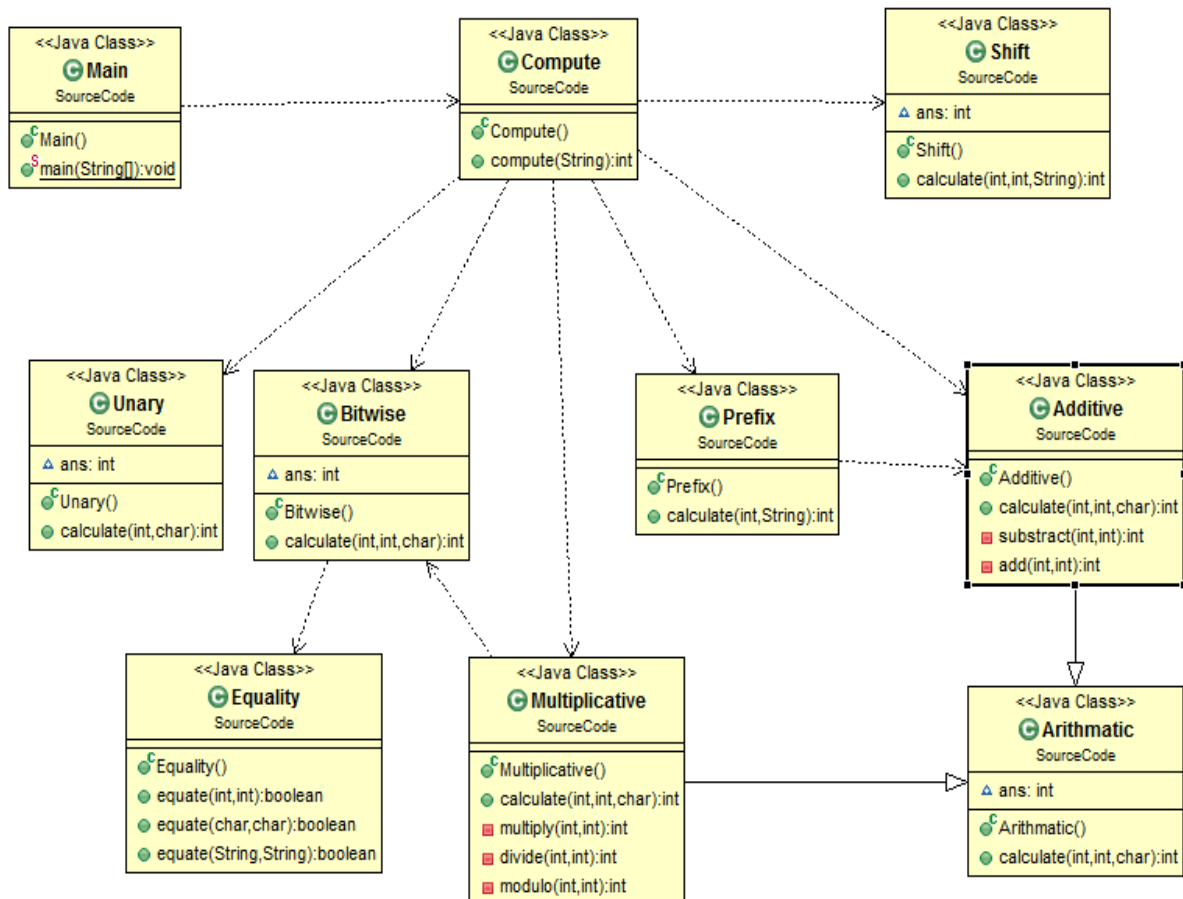 <<Java Class>>
Main
SourceCode
Main()
main(String[]):void
<<Java Class>>
Compute
SourceCode
Compute()
compute(String):int
<<Java Class>>
Shift
SourceCode
ans: int
Shift()
calculate(int,int,String):int
<<Java Class>>
Unary
SourceCode
ans: int
Unary()
calculate(int,char):int
<<Java Class>>
Bitwise
SourceCode
ans: int
Bitwise()
calculate(int,int,char):int
<<Java Class>>
Prefix
SourceCode
Prefix()
calculate(int,String):int
<<Java Class>>
Additive
SourceCode
Additive()
calculate(int,int,char):int
substract(int,int):int
add(int,int):int
<<Java Class>>
Equality
SourceCode
Equality()
equate(int,int):boolean
equate(char,char):boolean
equate(String,String):boolean
<<Java Class>>
Multiplicative
SourceCode
Multiplicative()
calculate(int,int,char):int
multiply(int,int):int
divide(int,int):int
modulo(int,int):int
<<Java Class>>
Arithmatic
SourceCode
ans: int
Arithmatic()
calculate(int,int,char):int